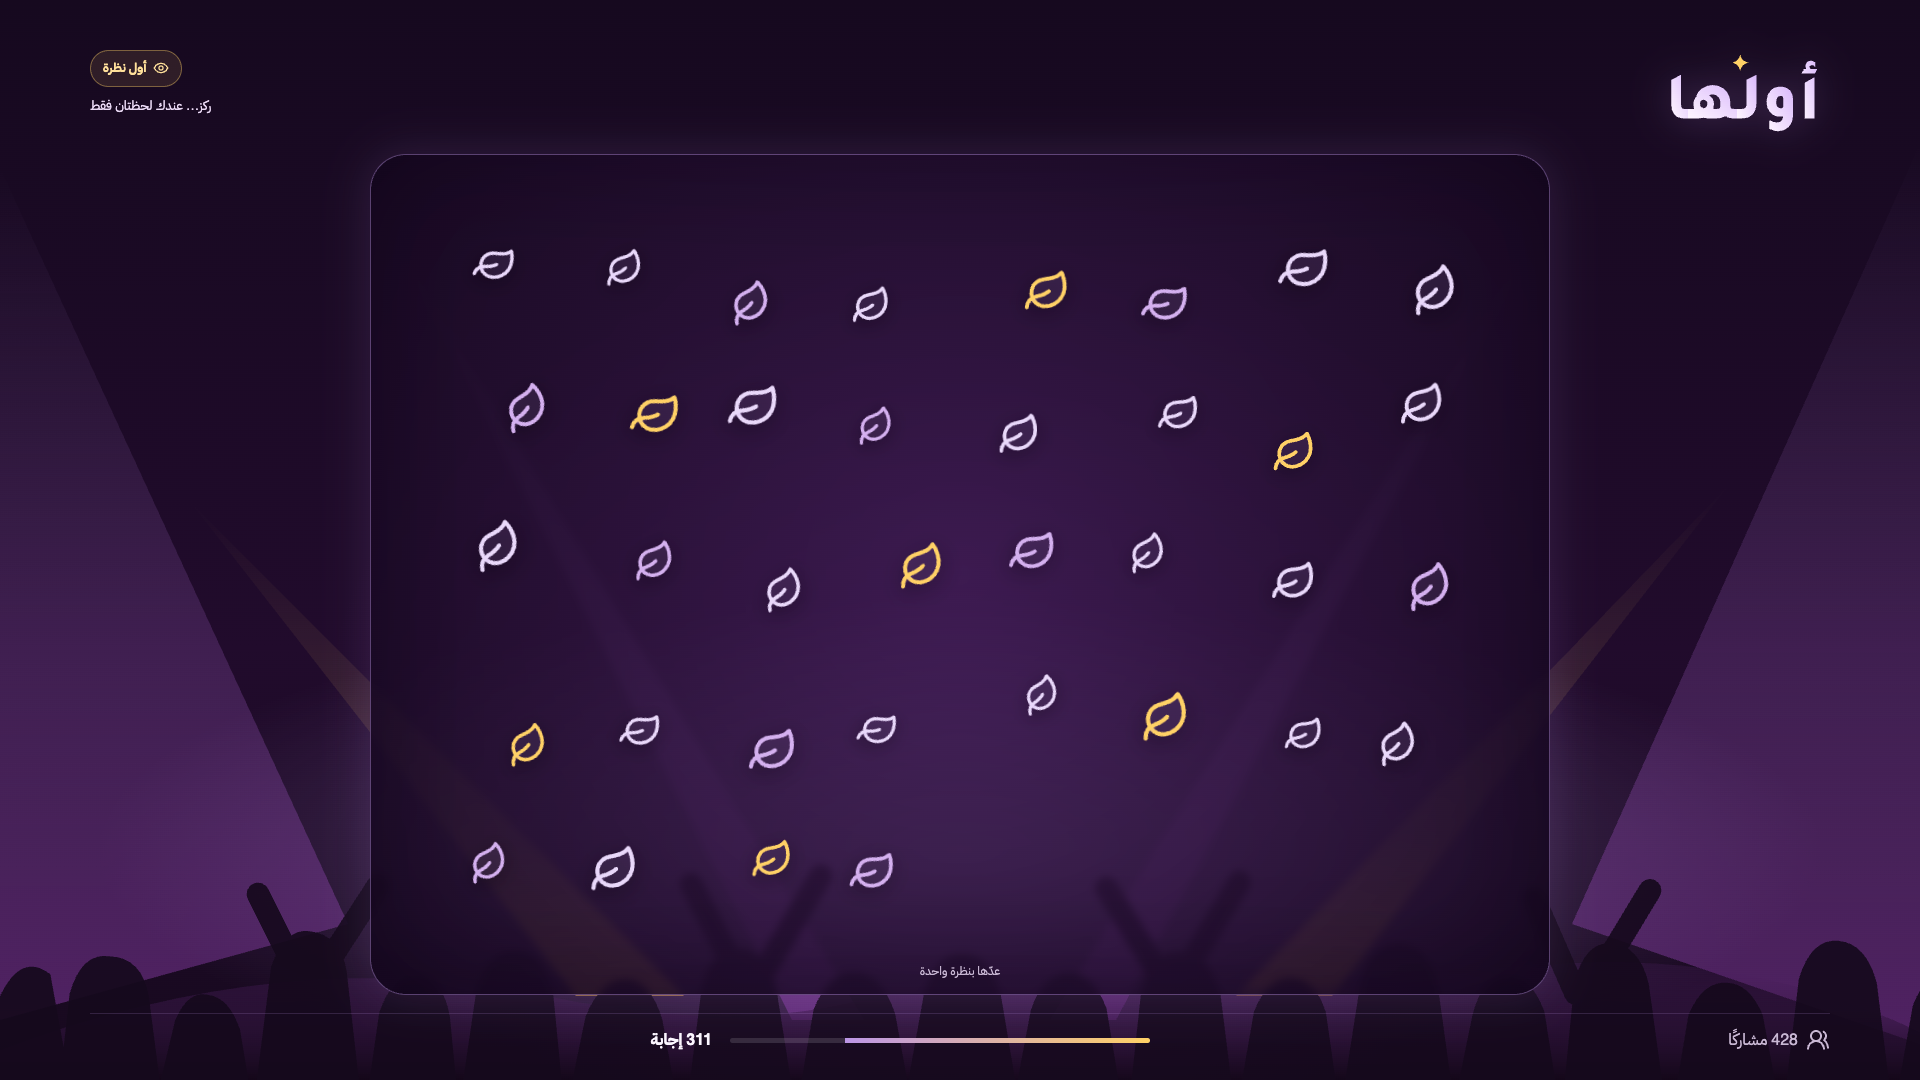 أولها
أول نظرة
ركز... عندك لحظتان فقط
عدّها بنظرة واحدة
428 مشاركًا
311 إجابة